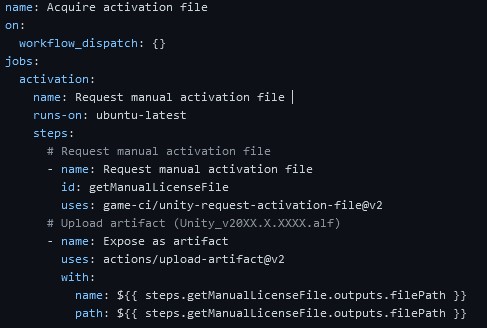 name: Acquire activation file
on:
  workflow_dispatch: {}
jobs:
  activation:
    name: Request manual activation file
    runs-on: ubuntu-latest
    steps:
      # Request manual activation file
      - name: Request manual activation file
        id: getManualLicenseFile
        uses: game-ci/unity-request-activation-file@v2
      # Upload artifact (Unity_v20XX.X.XXXX.alf)
      - name: Expose as artifact
        uses: actions/upload-artifact@v2
        with:
          name: ${{ steps.getManualLicenseFile.outputs.filePath }}
          path: ${{ steps.getManualLicenseFile.outputs.filePath }}